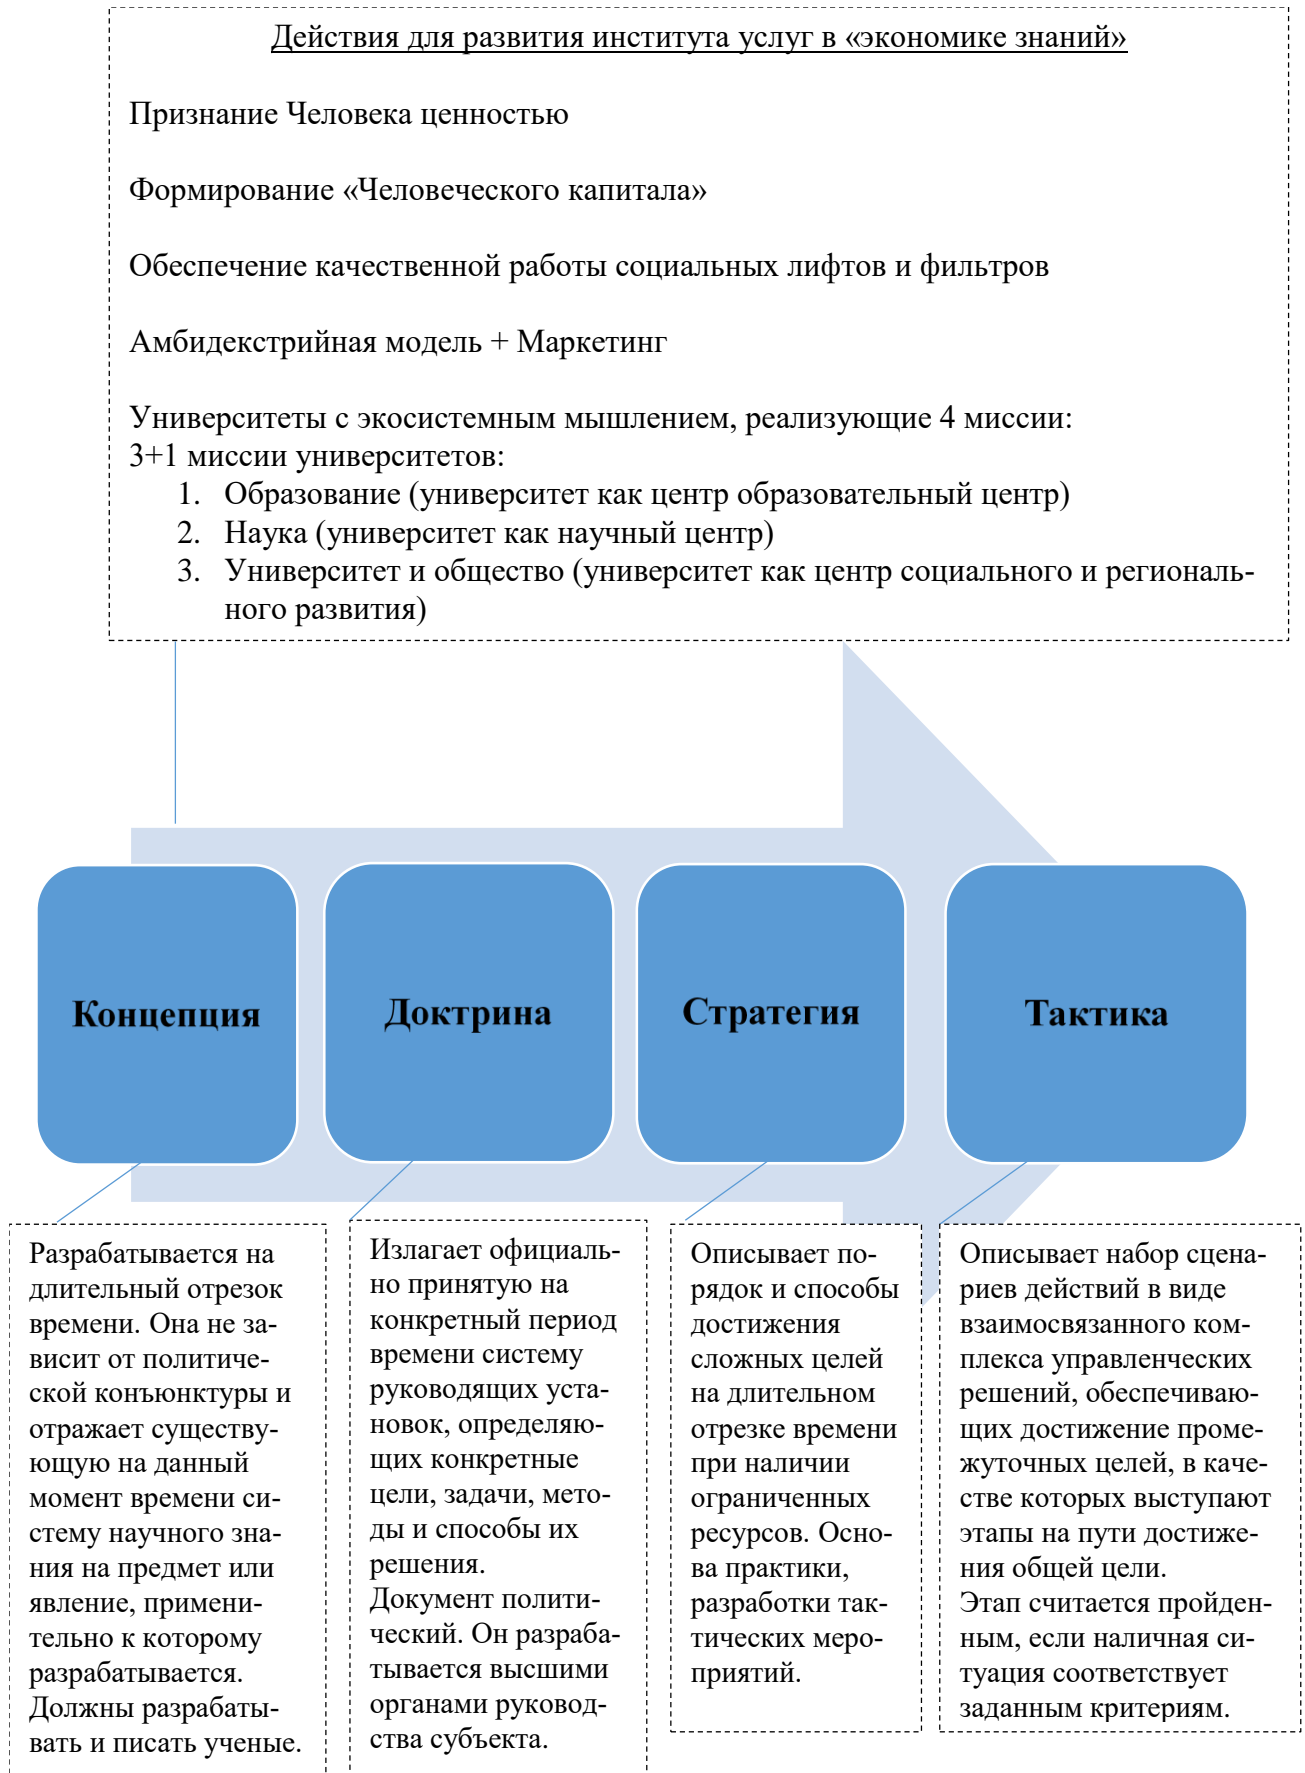 Действия для развития института услуг в «экономике знаний»
Признание Человека ценностью
Формирование «Человеческого капитала»
Обеспечение качественной работы социальных лифтов и фильтров
Амбидекстрийная модель + Маркетинг
Университеты с экосистемным мышлением, реализующие 4 миссии:
3+1 миссии университетов:
1. Образование (университет как центр образовательный центр)
2. Наука (университет как научный центр)
3. Университет и общество (университет как центр социального и региональ-
ного развития)
Концепция
Доктрина
Стратегия
Тактика
Разрабатывается на
длительный отрезок
времени. Она не за-
висит от политиче-
ской конъюнктуры и
отражает существу-
ющую на данный
момент времени си-
стему научного зна-
ния на предмет или
явление, примени-
тельно к которому
разрабатывается.
Должны разрабаты-
вать и писать ученые.
Излагает официаль-
но принятую на
конкретный период
времени систему
руководящих уста-
новок, определяю-
щих конкретные
цели, задачи, мето-
ды и способы их
решения.
Документ полити-
ческий. Он разраба-
тывается высшими
органами руковод-
ства субъекта.
Описывает по-
рядок и способы
достижения
сложных целей
на длительном
отрезке времени
при наличии
ограниченных
ресурсов. Осно-
ва практики,
разработки так-
тических меро-
приятий.
Описывает набор сцена-
риев действий в виде
взаимосвязанного ком-
плекса управленческих
решений, обеспечиваю-
щих достижение проме-
жуточных целей, в каче-
стве которых выступают
этапы на пути достиже-
ния общей цели.
Этап считается пройден-
ным, если наличная си-
туация соответствует
заданным критериям.